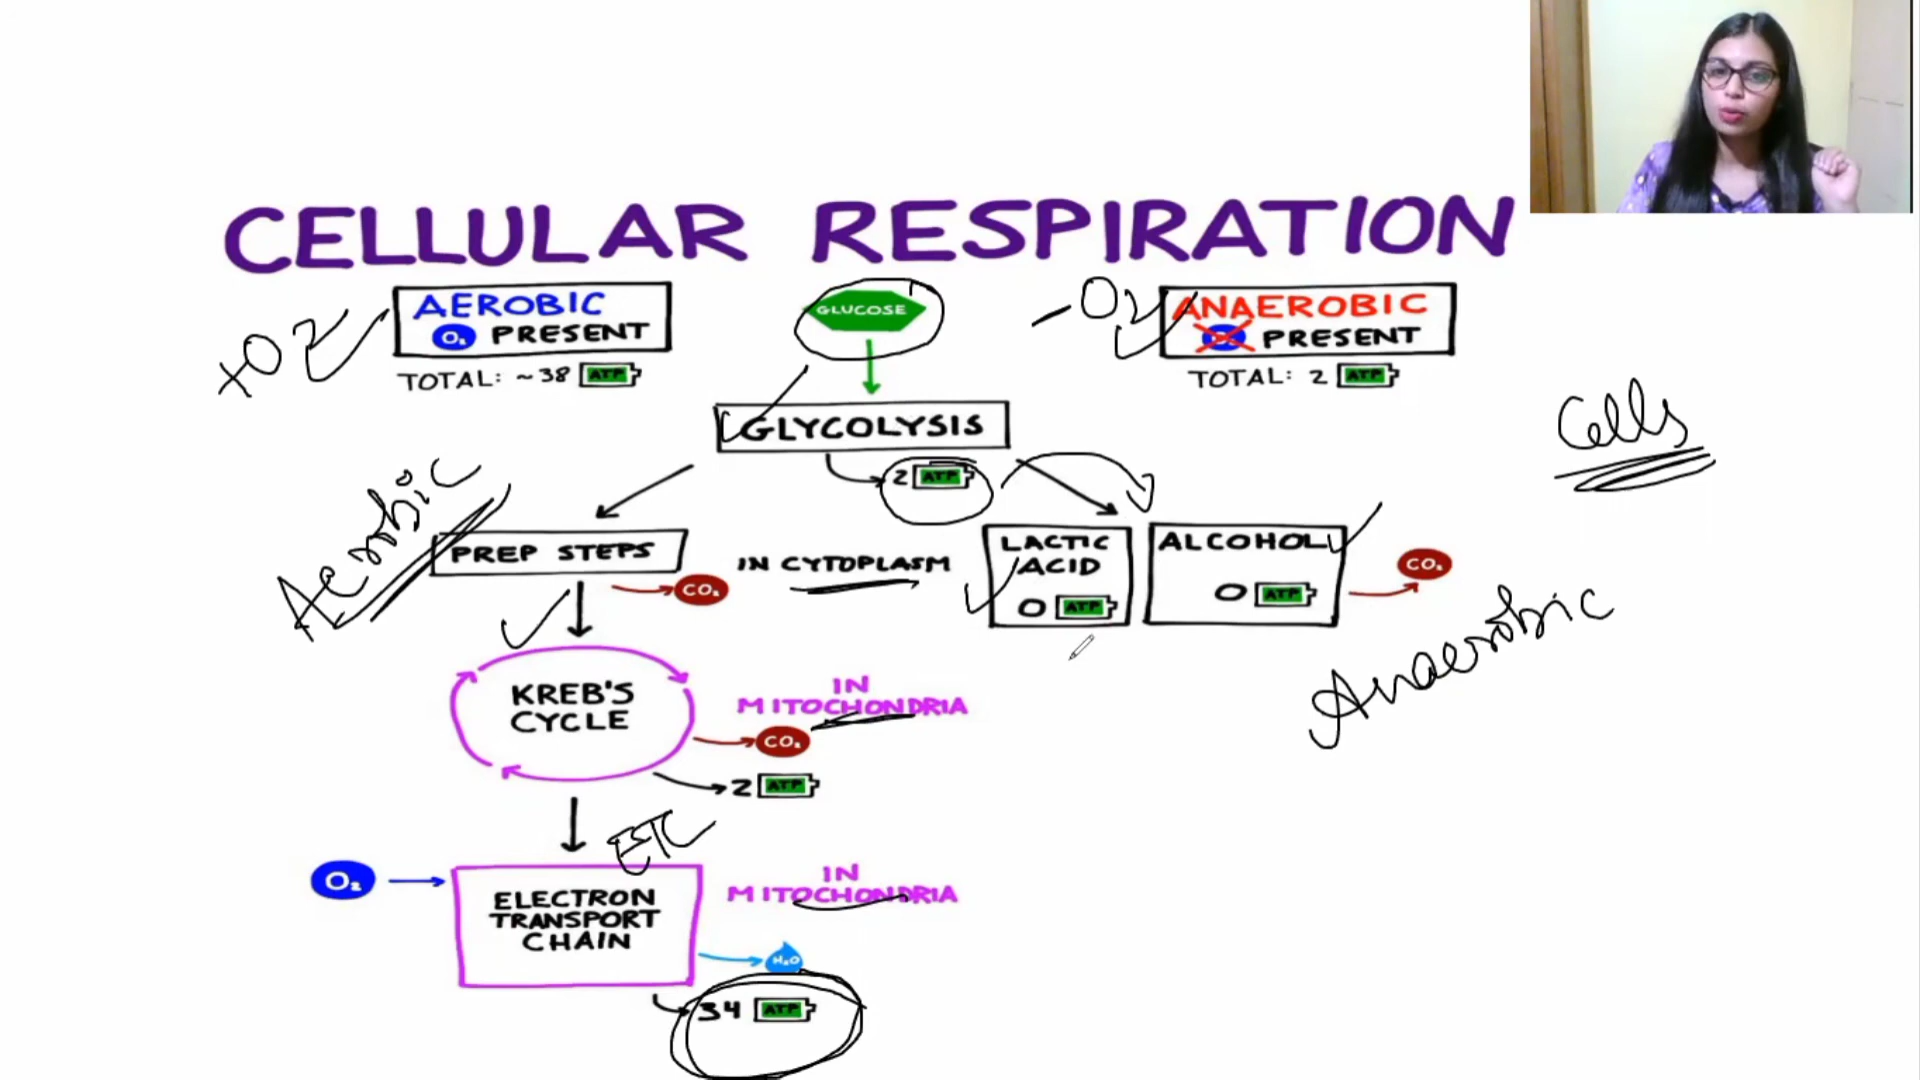 CELLULAR RESPIRATION
+O2
AEROBIC
O₂ PRESENT
TOTAL: ~38 ATP
GLUCOSE
-O2
ANAEROBIC
O₂ PRESENT
TOTAL: 2 ATP
GLYCOLYSIS
2 ATP
Cells
Aerobic
PREP STEPS
CO₂
IN CYTOPLASM
LACTIC
ACID
0 ATP
ALCOHOL
0 ATP
CO₂
Anaerobic
KREB'S
CYCLE
IN
MITOCHONDRIA
CO₂
2 ATP
ETC
O₂
ELECTRON
TRANSPORT
CHAIN
IN
MITOCHONDRIA
H₂O
34 ATP